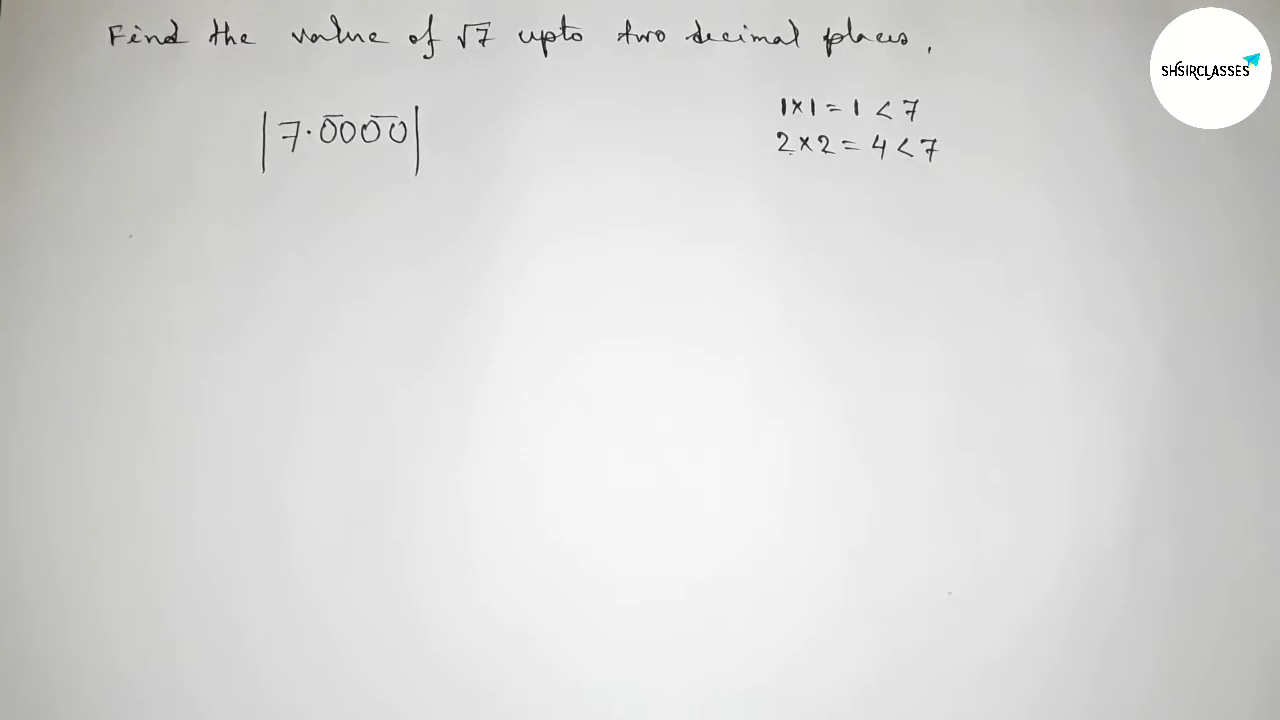 Find the value of √7 upto two decimal places.
SHSIRCLASSES
|7.0000|
1×1 = 1 < 7
2×2 = 4 < 7